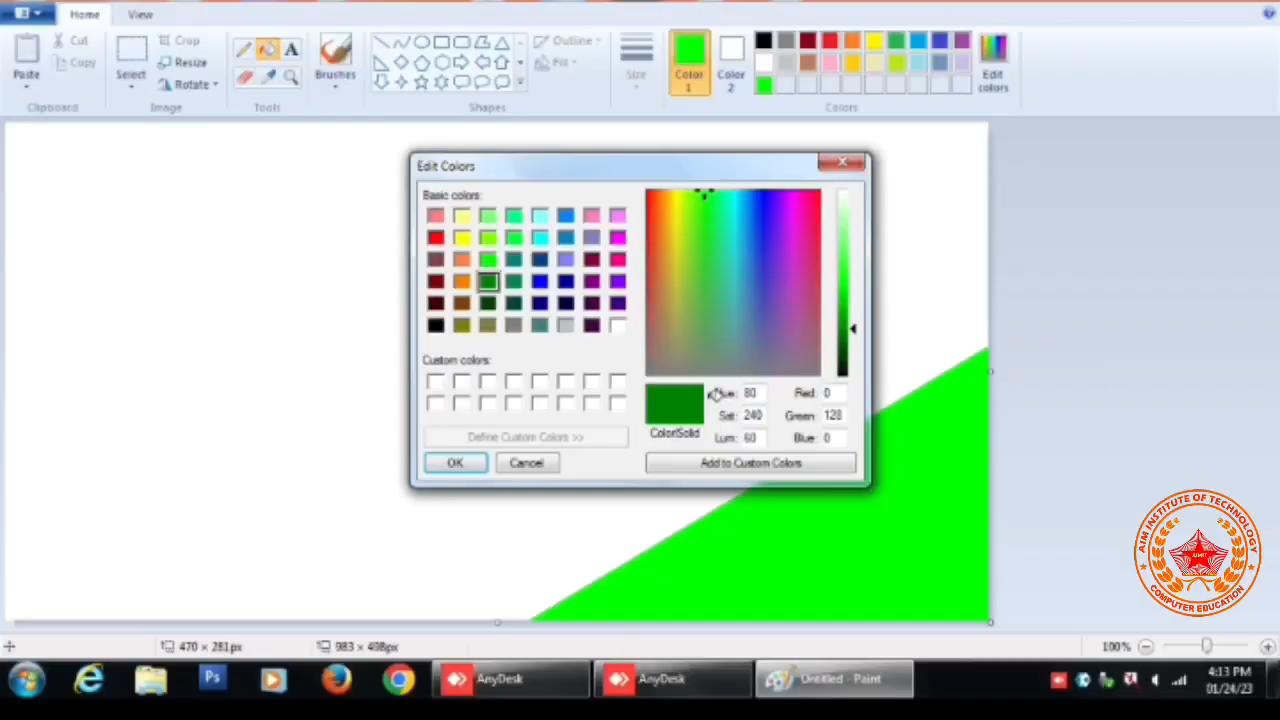 Home
View
Cut
Copy
Paste
Clipboard
Select
Crop
Resize
Rotate
Image
A
Tools
Brushes
Outline
Fill
Shapes
Size
Color
1
Color
2
Edit
colors
Colors
Edit Colors
Basic colors:
Custom colors:
Define Custom Colors >>
OK
Cancel
Color|Solid
Hue: 80
Sat: 240
Lum: 60
Red: 0
Green: 128
Blue: 0
Add to Custom Colors
AIM INSTITUTE OF TECHNOLOGY
AIMIT
COMPUTER EDUCATION
470 × 281px
983 × 498px
100%
Ps
AnyDesk
AnyDesk
Untitled - Paint
4:13 PM
01/24/23